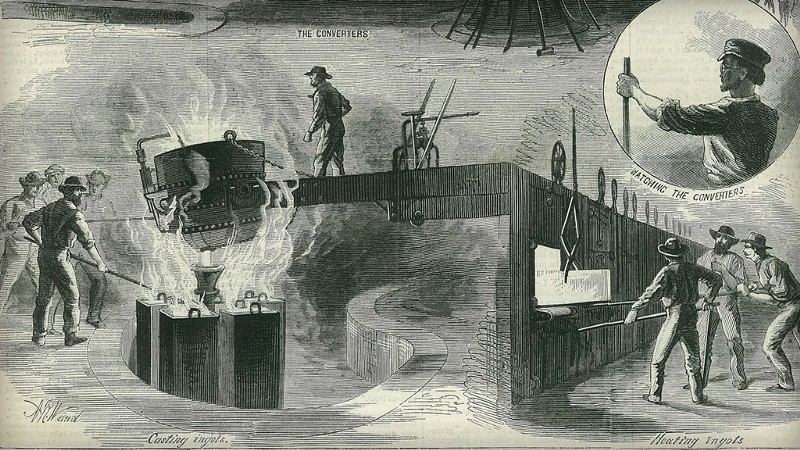 THE CONVERTERS
WATCHING THE CONVERTERS.
Casting ingots.
Heating ingots